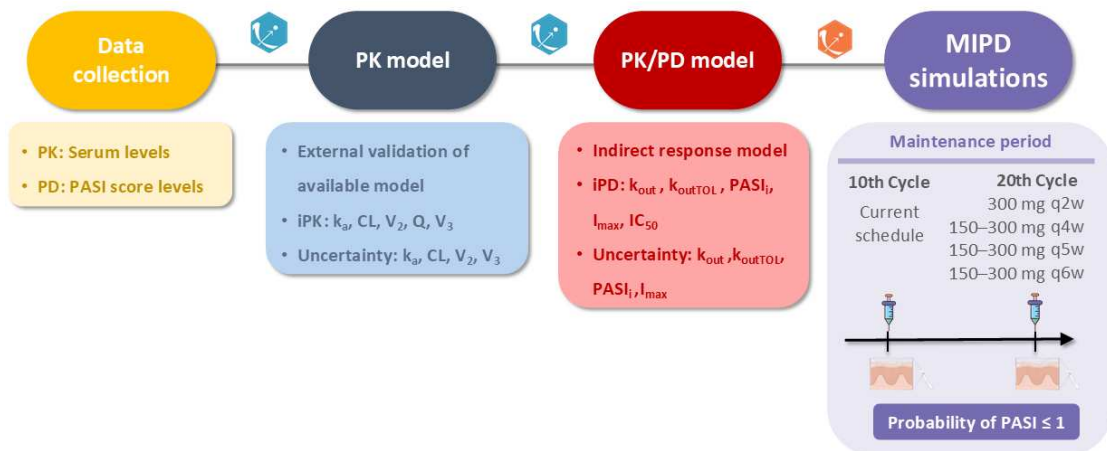 Data
collection
PK model
PK/PD model
MIPD
simulations
• PK: Serum levels
• PD: PASI score levels
• External validation of
available model
• iPK: kₐ, CL, V₂, Q, V₃
• Uncertainty: kₐ, CL, V₂, V₃
• Indirect response model
• iPD: kₒᵤₜ , kₒᵤₜTOL , PASIᵢ,
Iₘₐₓ, IC₅₀
• Uncertainty: kₒᵤₜ ,kₒᵤₜTOL,
PASIᵢ ,Iₘₐₓ
Maintenance period
10th Cycle
Current
schedule
20th Cycle
300 mg q2w
150–300 mg q4w
150–300 mg q5w
150–300 mg q6w
Probability of PASI ≤ 1